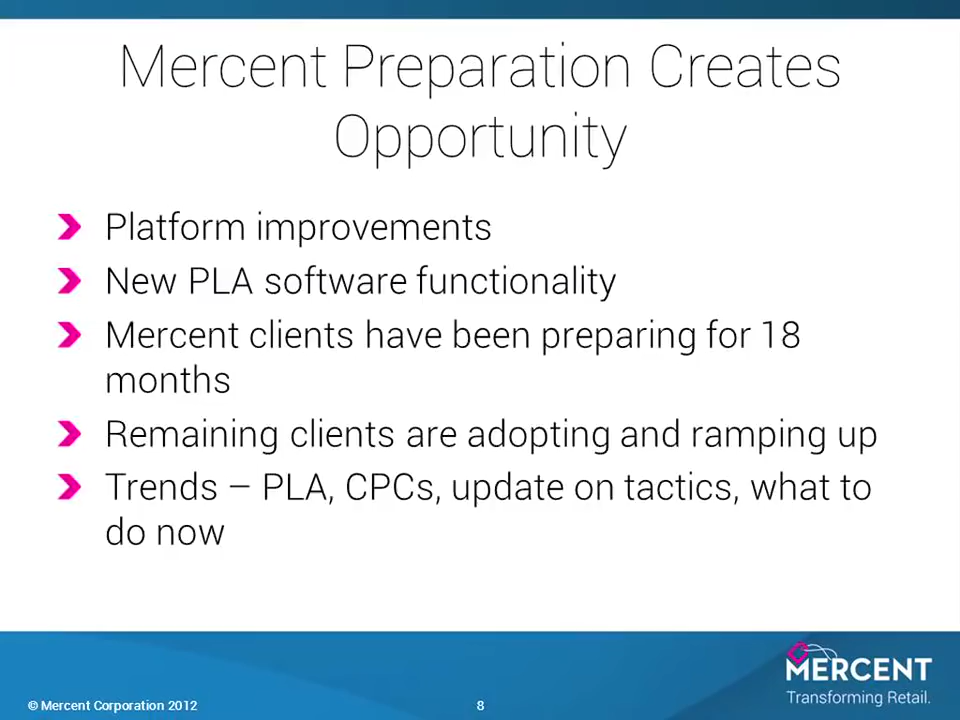 Mercent Preparation Creates
Opportunity
Platform improvements
New PLA software functionality
Mercent clients have been preparing for 18
months
Remaining clients are adopting and ramping up
Trends – PLA, CPCs, update on tactics, what to
do now
MERCENT
Transforming Retail.
© Mercent Corporation 2012
8